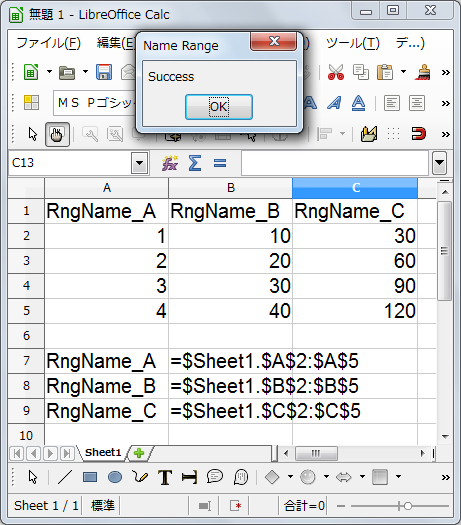 無題 1 - LibreOffice Calc
ファイル(F) 編集(E) ツール(T) デ...)
Name Range
Success
OK
ＭＳ Ｐゴシッ
A A A
C13
A B C
1 RngName_A RngName_B RngName_C
2 1 10 30
3 2 20 60
4 3 30 90
5 4 40 120
6
7 RngName_A =$Sheet1.$A$2:$A$5
8 RngName_B =$Sheet1.$B$2:$B$5
9 RngName_C =$Sheet1.$C$2:$C$5
10
Sheet1
T
Sheet 1 / 1 標準 合計=0